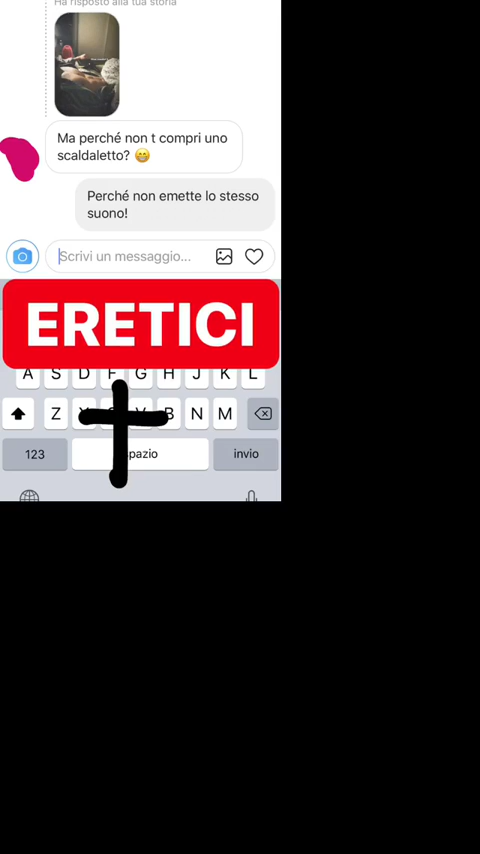 Ha risposto alla tua storia
Ma perché non t compri uno
scaldaletto? 😁
Perché non emette lo stesso
suono!
Scrivi un messaggio...
ERETICI
A S D F G H J K L
Z X C V B N M
123 spazio invio